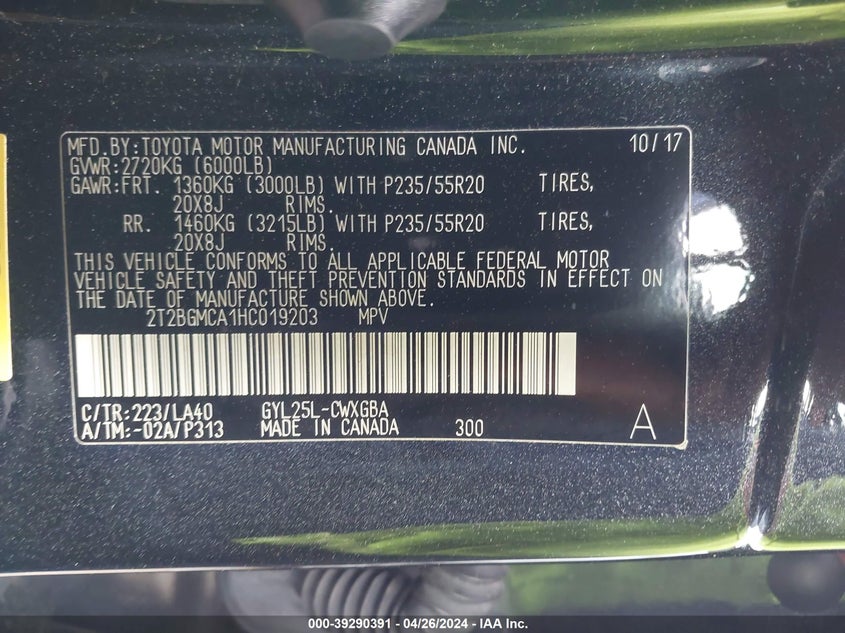 MFD.BY:TOYOTA MOTOR MANUFACTURING CANADA INC. 10/17
GVWR:2720KG (6000LB)
GAWR:FRT. 1360KG (3000LB) WITH P235/55R20 TIRES,
20X8J RIMS.
RR. 1460KG (3215LB) WITH P235/55R20 TIRES,
20X8J RIMS.
THIS VEHICLE CONFORMS TO ALL APPLICABLE FEDERAL MOTOR
VEHICLE SAFETY AND THEFT PREVENTION STANDARDS IN EFFECT ON
THE DATE OF MANUFACTURE SHOWN ABOVE.
2T2BGMCA1HC019203 MPV
C/TR:223/LA40 GYL25L-CWXGBA
A/TM:-02A/P313 MADE IN CANADA 300 A
000-39290391 - 04/26/2024 - IAA Inc.